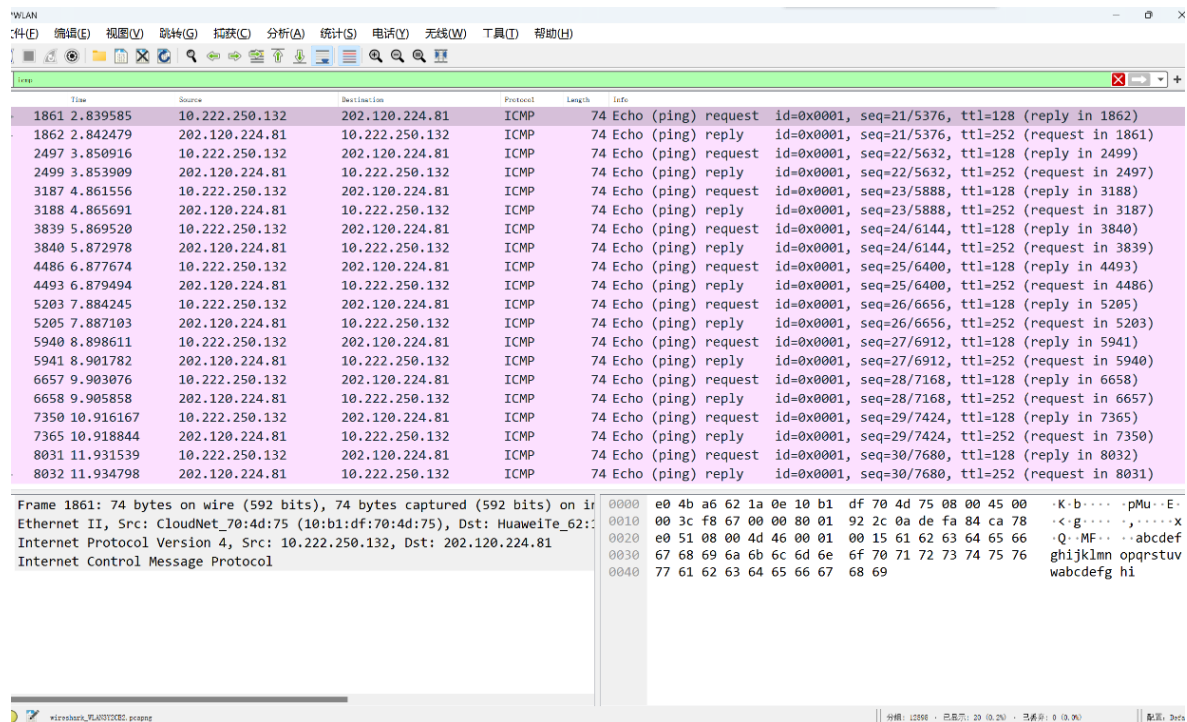 *WLAN
件(F) 编辑(E) 视图(V) 跳转(G) 捕获(C) 分析(A) 统计(S) 电话(Y) 无线(W) 工具(T) 帮助(H)
icmp
Time Source Destination Protocol Length Info
1861 2.839585 10.222.250.132 202.120.224.81 ICMP 74 Echo (ping) request id=0x0001, seq=21/5376, ttl=128 (reply in 1862)
1862 2.842479 202.120.224.81 10.222.250.132 ICMP 74 Echo (ping) reply id=0x0001, seq=21/5376, ttl=252 (request in 1861)
2497 3.850916 10.222.250.132 202.120.224.81 ICMP 74 Echo (ping) request id=0x0001, seq=22/5632, ttl=128 (reply in 2499)
2499 3.853909 202.120.224.81 10.222.250.132 ICMP 74 Echo (ping) reply id=0x0001, seq=22/5632, ttl=252 (request in 2497)
3187 4.861556 10.222.250.132 202.120.224.81 ICMP 74 Echo (ping) request id=0x0001, seq=23/5888, ttl=128 (reply in 3188)
3188 4.865691 202.120.224.81 10.222.250.132 ICMP 74 Echo (ping) reply id=0x0001, seq=23/5888, ttl=252 (request in 3187)
3839 5.869520 10.222.250.132 202.120.224.81 ICMP 74 Echo (ping) request id=0x0001, seq=24/6144, ttl=128 (reply in 3840)
3840 5.872978 202.120.224.81 10.222.250.132 ICMP 74 Echo (ping) reply id=0x0001, seq=24/6144, ttl=252 (request in 3839)
4486 6.877674 10.222.250.132 202.120.224.81 ICMP 74 Echo (ping) request id=0x0001, seq=25/6400, ttl=128 (reply in 4493)
4493 6.879494 202.120.224.81 10.222.250.132 ICMP 74 Echo (ping) reply id=0x0001, seq=25/6400, ttl=252 (request in 4486)
5203 7.884245 10.222.250.132 202.120.224.81 ICMP 74 Echo (ping) request id=0x0001, seq=26/6656, ttl=128 (reply in 5205)
5205 7.887103 202.120.224.81 10.222.250.132 ICMP 74 Echo (ping) reply id=0x0001, seq=26/6656, ttl=252 (request in 5203)
5940 8.898611 10.222.250.132 202.120.224.81 ICMP 74 Echo (ping) request id=0x0001, seq=27/6912, ttl=128 (reply in 5941)
5941 8.901782 202.120.224.81 10.222.250.132 ICMP 74 Echo (ping) reply id=0x0001, seq=27/6912, ttl=252 (request in 5940)
6657 9.903076 10.222.250.132 202.120.224.81 ICMP 74 Echo (ping) request id=0x0001, seq=28/7168, ttl=128 (reply in 6658)
6658 9.905858 202.120.224.81 10.222.250.132 ICMP 74 Echo (ping) reply id=0x0001, seq=28/7168, ttl=252 (request in 6657)
7350 10.916167 10.222.250.132 202.120.224.81 ICMP 74 Echo (ping) request id=0x0001, seq=29/7424, ttl=128 (reply in 7365)
7365 10.918844 202.120.224.81 10.222.250.132 ICMP 74 Echo (ping) reply id=0x0001, seq=29/7424, ttl=252 (request in 7350)
8031 11.931539 10.222.250.132 202.120.224.81 ICMP 74 Echo (ping) request id=0x0001, seq=30/7680, ttl=128 (reply in 8032)
8032 11.934798 202.120.224.81 10.222.250.132 ICMP 74 Echo (ping) reply id=0x0001, seq=30/7680, ttl=252 (request in 8031)
Frame 1861: 74 bytes on wire (592 bits), 74 bytes captured (592 bits) on in
Ethernet II, Src: CloudNet_70:4d:75 (10:b1:df:70:4d:75), Dst: HuaweiTe_62:1
Internet Protocol Version 4, Src: 10.222.250.132, Dst: 202.120.224.81
Internet Control Message Protocol
0000 e0 4b a6 62 1a 0e 10 b1 df 70 4d 75 08 00 45 00 ·K·b···· ·pMu··E·
0010 00 3c f8 67 00 00 80 01 92 2c 0a de fa 84 ca 78 ·<·g···· ·,·····x
0020 e0 51 08 00 4d 46 00 01 00 15 61 62 63 64 65 66 ·Q··MF·· ··abcdef
0030 67 68 69 6a 6b 6c 6d 6e 6f 70 71 72 73 74 75 76 ghijklmn opqrstuv
0040 77 61 62 63 64 65 66 67 68 69 wabcdefg hi
分组: 12898 · 已显示: 20 (0.2%) · 已丢弃: 0 (0.0%)